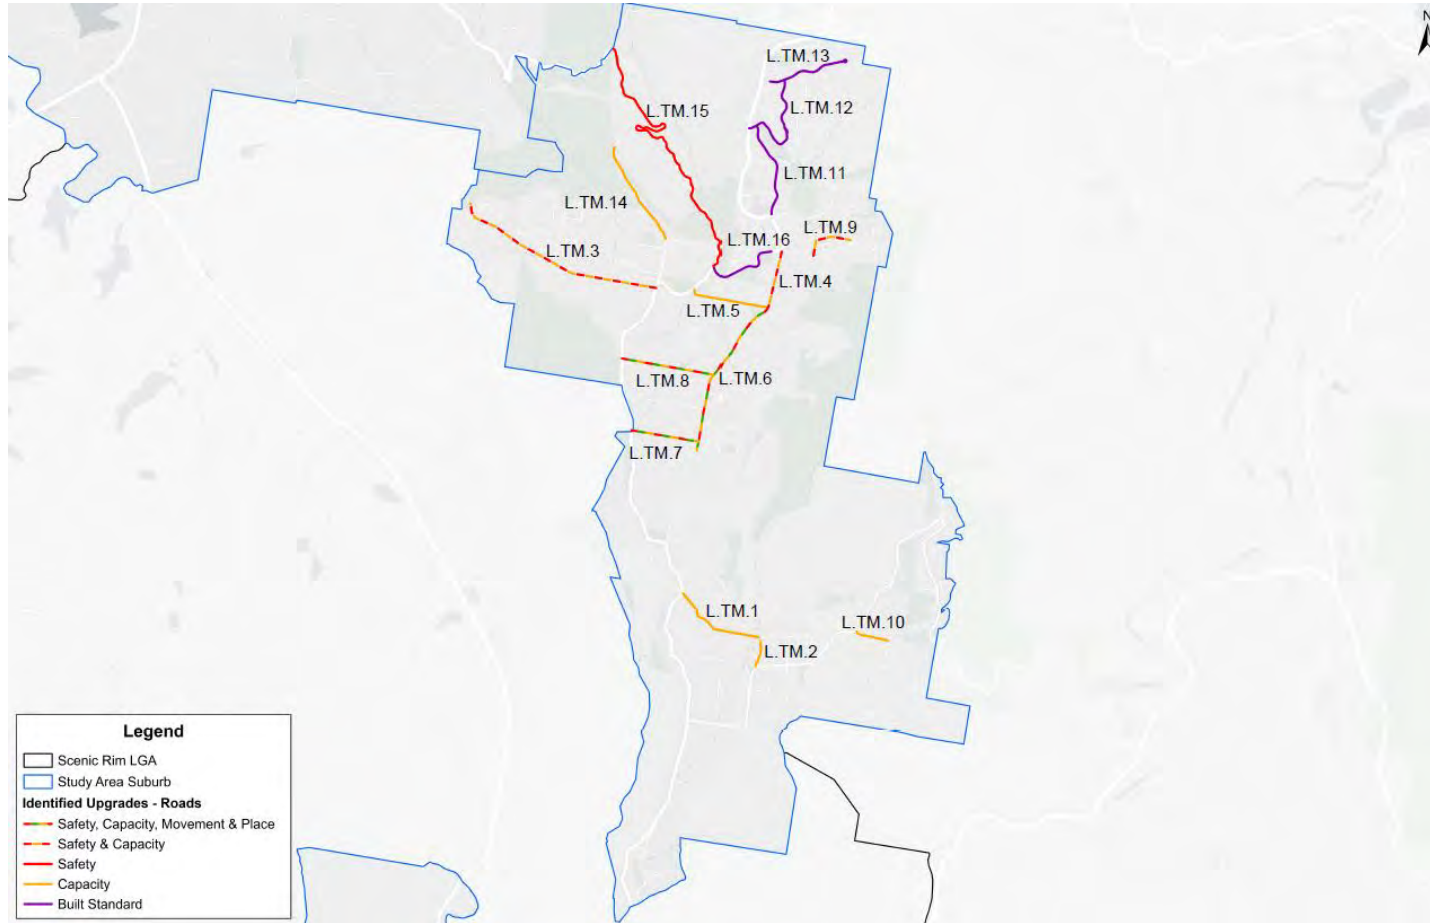 N
L.TM.13
L.TM.12
L.TM.15
L.TM.11
L.TM.14
L.TM.9
L.TM.16
L.TM.3
L.TM.4
L.TM.5
L.TM.8
L.TM.6
L.TM.7
L.TM.1
L.TM.10
L.TM.2
Legend
Scenic Rim LGA
Study Area Suburb
Identified Upgrades - Roads
Safety, Capacity, Movement & Place
Safety & Capacity
Safety
Capacity
Built Standard